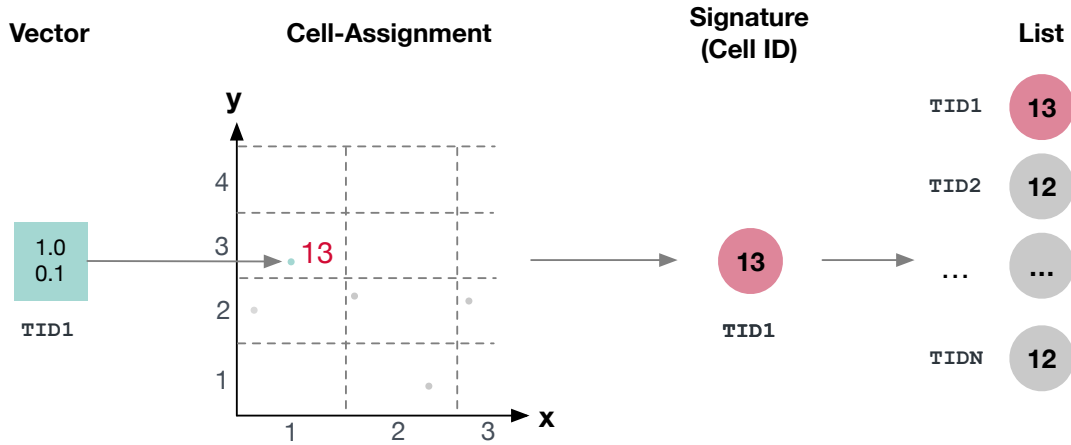 Vector
Cell-Assignment
Signature
(Cell ID)
List
1.0
0.1
TID1
y
4
3
2
1
13
1
2
3
x
13
TID1
TID1
13
TID2
12
...
...
TIDN
12